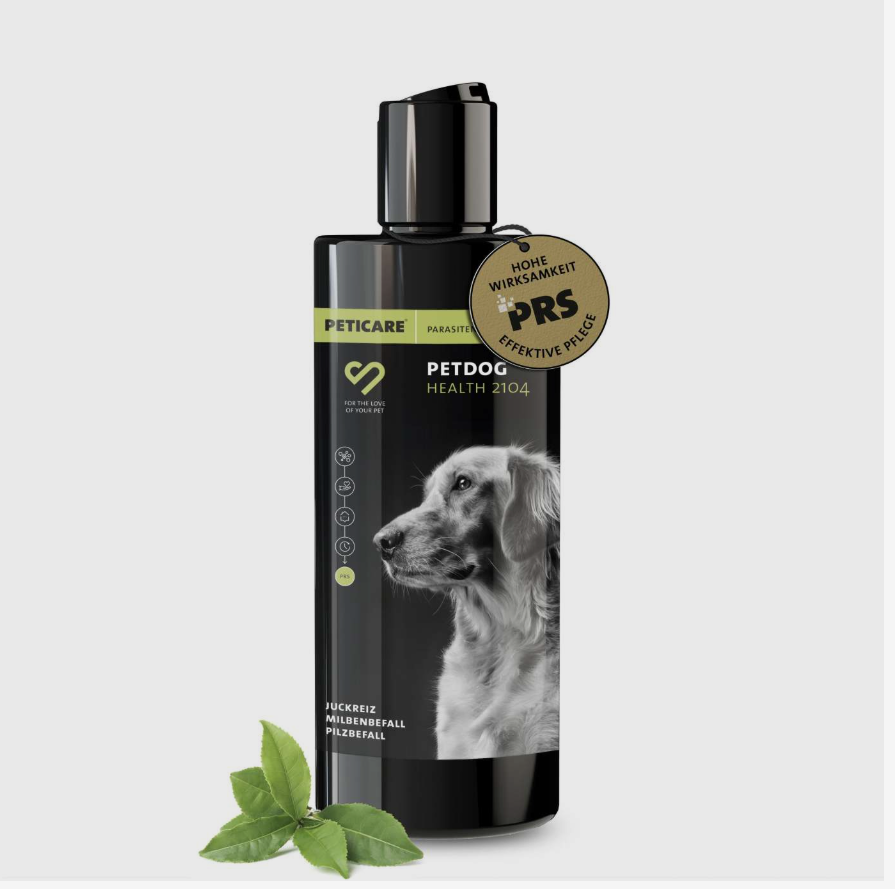 HOHE
WIRKSAMKEIT
PRS
EFFEKTIVE PFLEGE
PETICARE
PETDOG
HEALTH 2104
FOR THE LOVE
OF YOUR PET
PRS
JUCKREIZ
MILBENBEFALL
PILZBEFALL